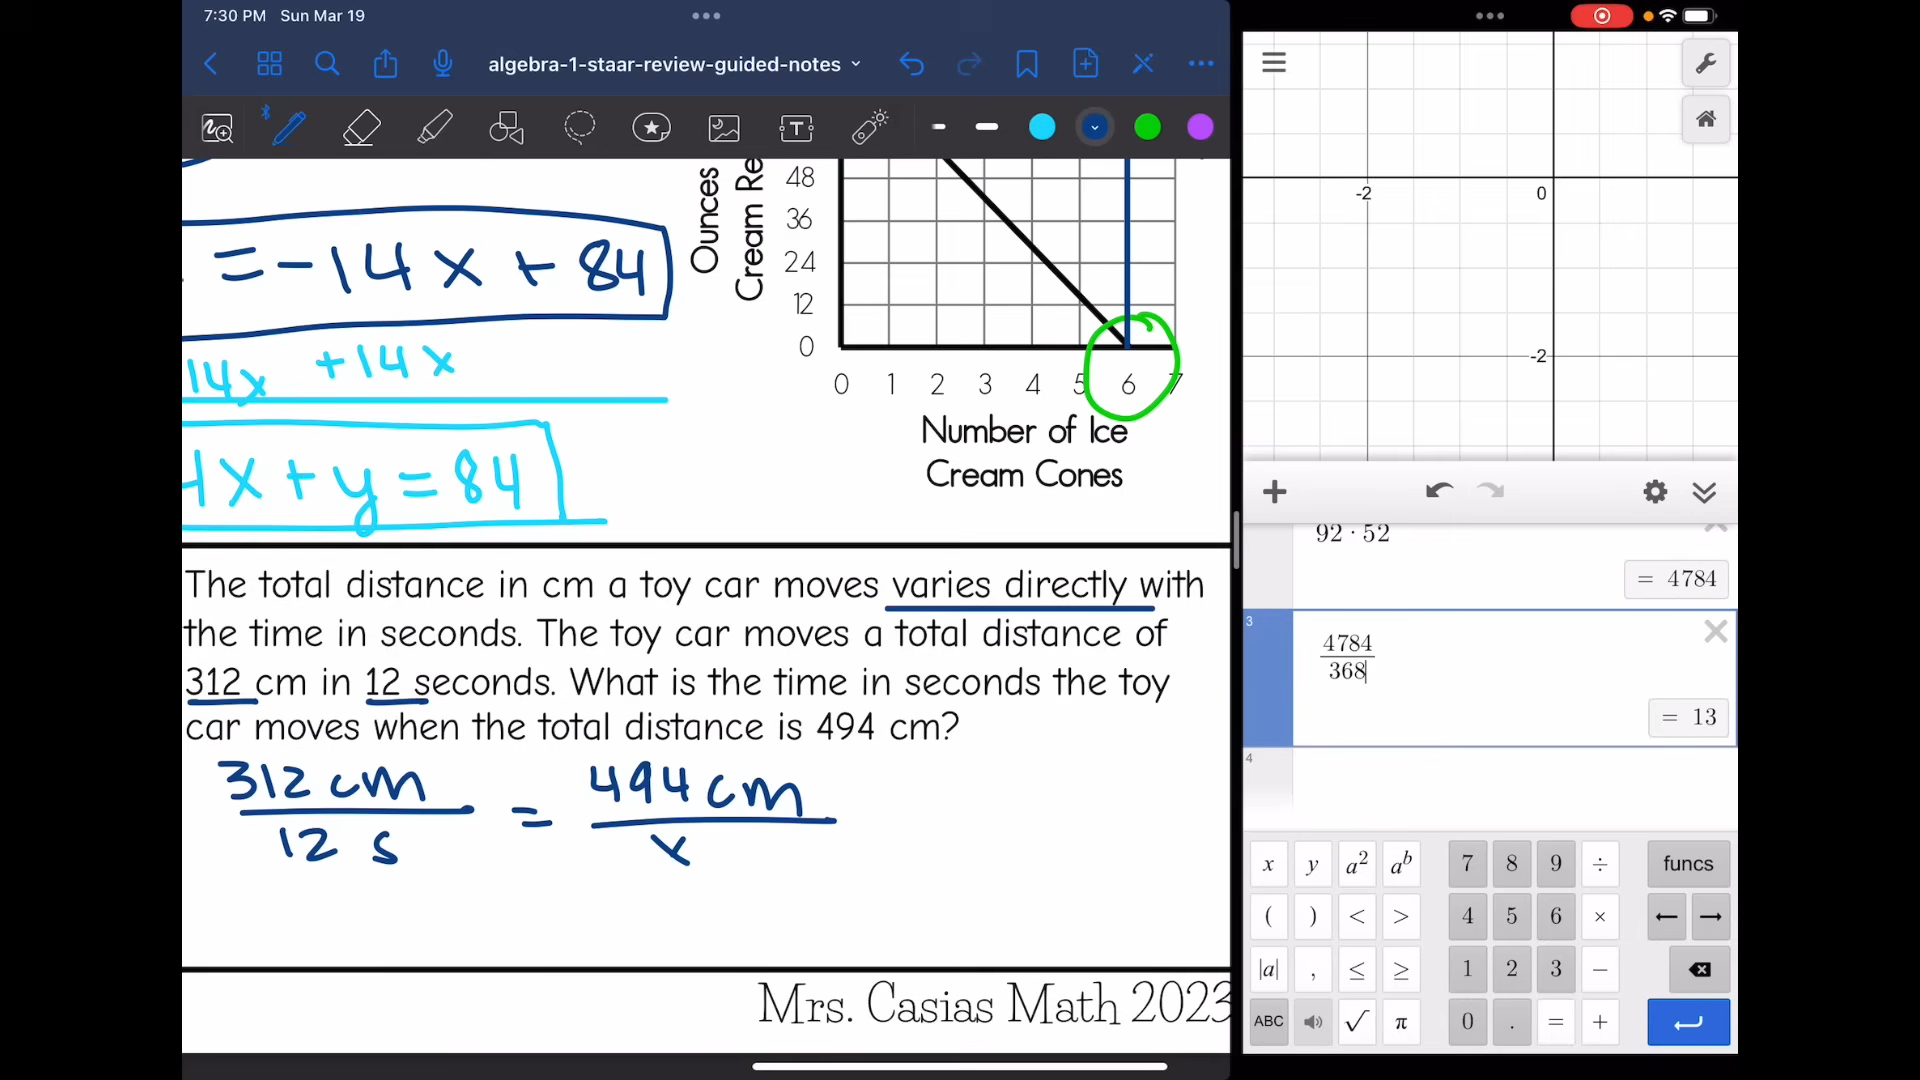 7:30 PM Sun Mar 19
algebra-1-staar-review-guided-notes
= -14x + 84
14x +14x
4x + y = 84
Ounces
Cream Re
48
36
24
12
0
0 1 2 3 4 5 6 7
Number of Ice
Cream Cones
The total distance in cm a toy car moves varies directly with
the time in seconds. The toy car moves a total distance of
312 cm in 12 seconds. What is the time in seconds the toy
car moves when the total distance is 494 cm?
312 cm = 494 cm
12 s x
Mrs. Casias Math 2023
-2 0
-2
92 · 52
= 4784
3
4784
368
= 13
4
x y a² aᵇ 7 8 9 ÷ funcs
( ) < > 4 5 6 × ← →
|a| , ≤ ≥ 1 2 3 −
ABC √ π 0 . = +